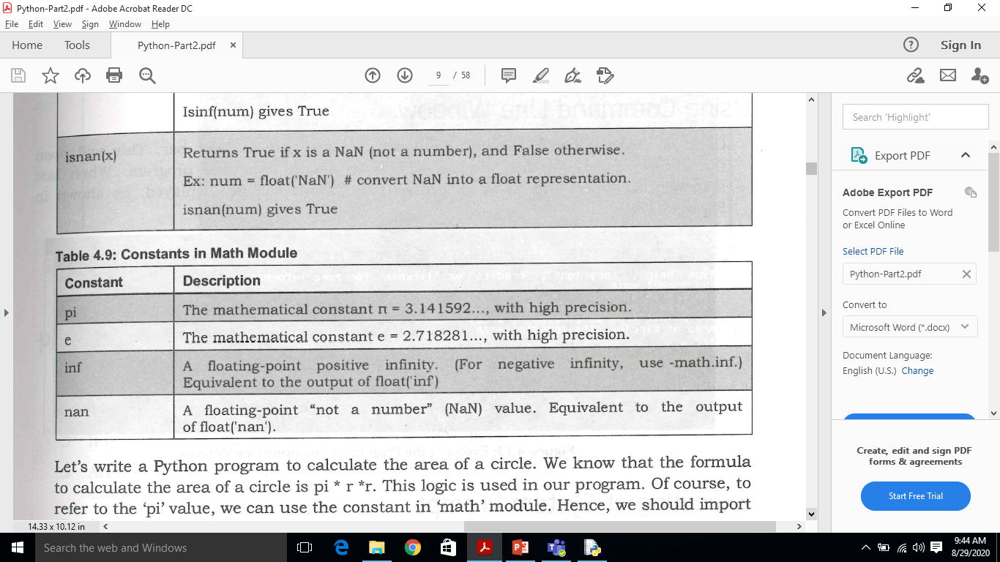 Python-Part2.pdf - Adobe Acrobat Reader DC
File Edit View Sign Window Help
Home Tools Python-Part2.pdf × Sign In
9 / 58
Isinf(num) gives True
isnan(x) Returns True if x is a NaN (not a number), and False otherwise.
Ex: num = float('NaN') # convert NaN into a float representation.
isnan(num) gives True
Table 4.9: Constants in Math Module
Constant Description
pi The mathematical constant π = 3.141592..., with high precision.
e The mathematical constant e = 2.718281..., with high precision.
inf A floating-point positive infinity. (For negative infinity, use -math.inf.)
Equivalent to the output of float('inf')
nan A floating-point “not a number” (NaN) value. Equivalent to the output
of float('nan').
Let's write a Python program to calculate the area of a circle. We know that the formula
to calculate the area of a circle is pi * r *r. This logic is used in our program. Of course, to
refer to the ‘pi’ value, we can use the constant in ‘math’ module. Hence, we should import
14.33 x 10.12 in
Search 'Highlight'
Export PDF
Adobe Export PDF
Convert PDF Files to Word
or Excel Online
Select PDF File
Python-Part2.pdf
Convert to
Microsoft Word (*.docx)
Document Language:
English (U.S.) Change
Create, edit and sign PDF
forms & agreements
Start Free Trial
Search the web and Windows
9:44 AM
8/29/2020